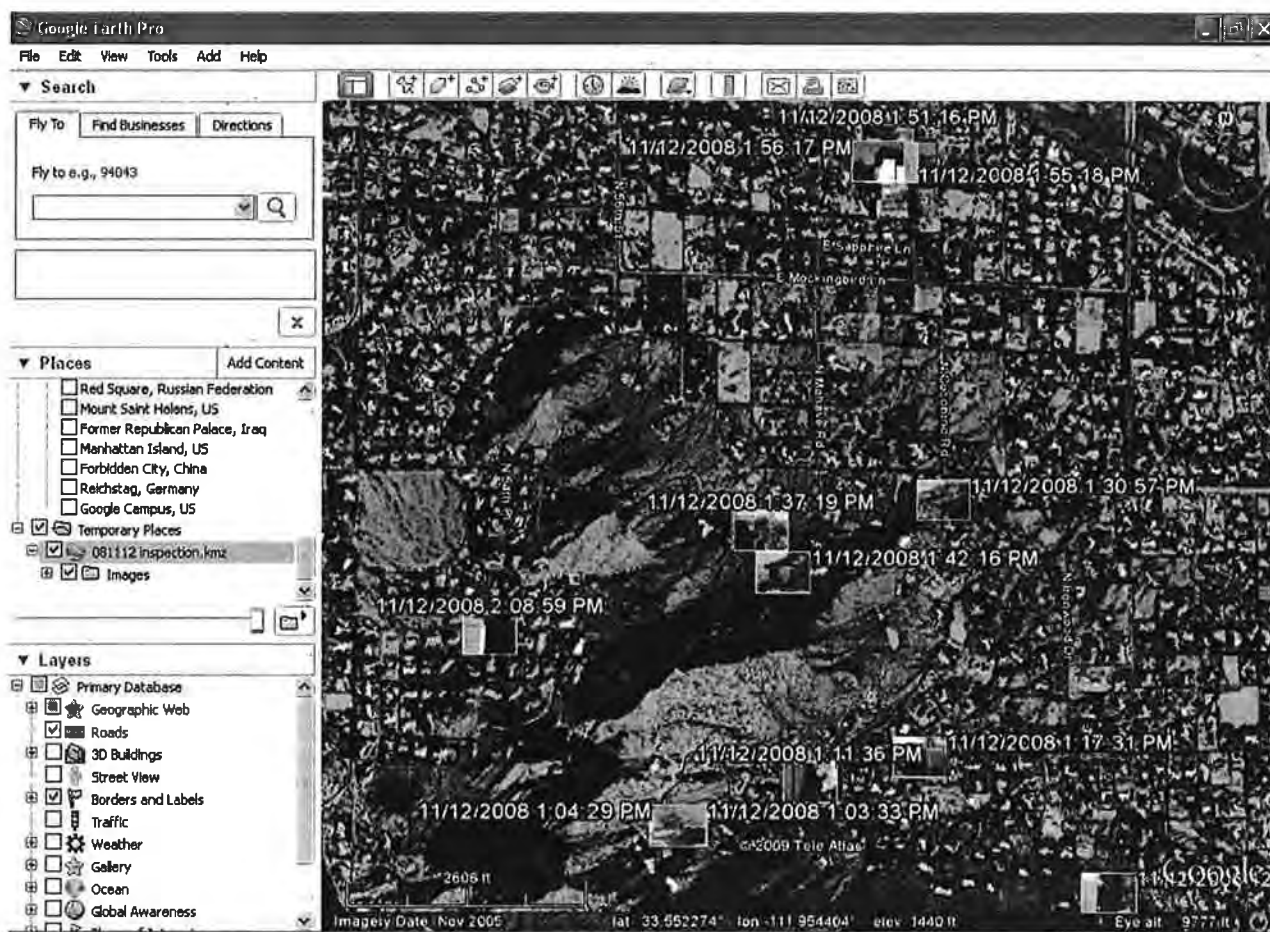 Google Earth Pro
File Edit View Tools Add Help
▼ Search
Fly To Find Businesses Directions
Fly to e.g., 94043
▼ Places Add Content
Red Square, Russian Federation
Mount Saint Helens, US
Former Republican Palace, Iraq
Manhattan Island, US
Forbidden City, China
Reichstag, Germany
Google Campus, US
Temporary Places
081112 inspection.kmz
Images
▼ Layers
Primary Database
Geographic Web
Roads
3D Buildings
Street View
Borders and Labels
Traffic
Weather
Gallery
Ocean
Global Awareness
11/12/2008 1:51:16 PM
11/12/2008 1:56:17 PM
11/12/2008 1:55:18 PM
N 56th St
E Sapphire Ln
E Mockingbird Ln
11/12/2008 1:37:19 PM
11/12/2008 1:30:57 PM
11/12/2008 1:42:16 PM
11/12/2008 2:08:59 PM
11/12/2008 1:11:36 PM
11/12/2008 1:17:31 PM
11/12/2008 1:04:29 PM
11/12/2008 1:03:33 PM
© 2009 Tele Atlas
2606 ft
Google
Imagery Date: Nov 2005
lat 33.552274° lon -111.954404° elev 1440 ft
Eye alt 9777 ft